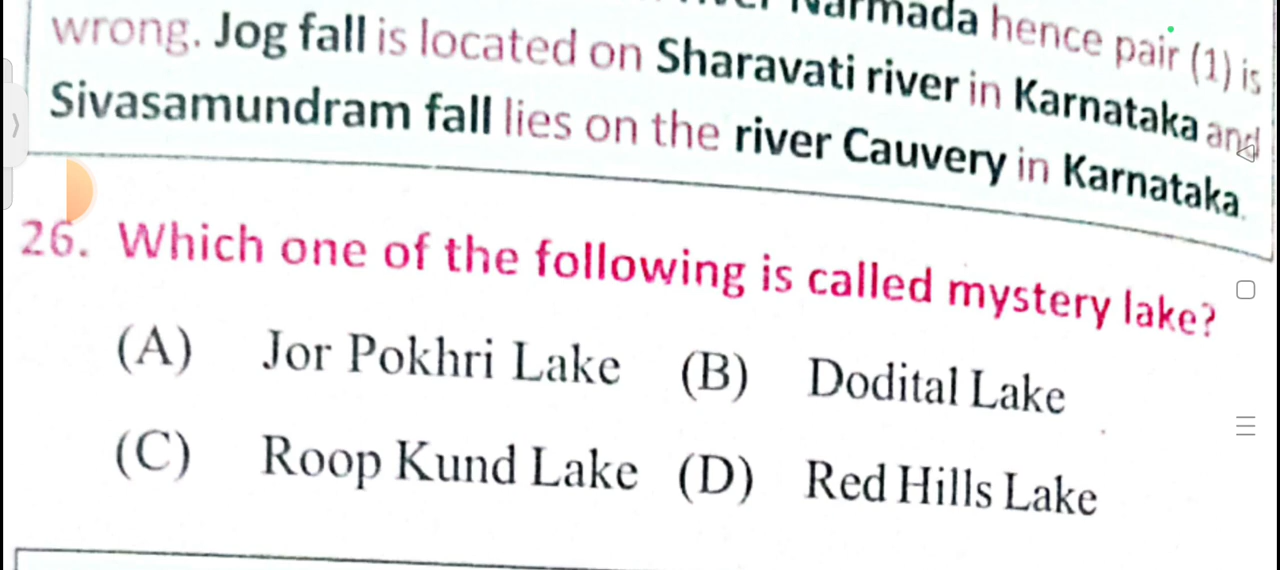 Narmada hence pair (1) is
wrong. Jog fall is located on Sharavati river in Karnataka and
Sivasamundram fall lies on the river Cauvery in Karnataka.
26. Which one of the following is called mystery lake?
(A) Jor Pokhri Lake (B) Dodital Lake
(C) Roop Kund Lake (D) Red Hills Lake